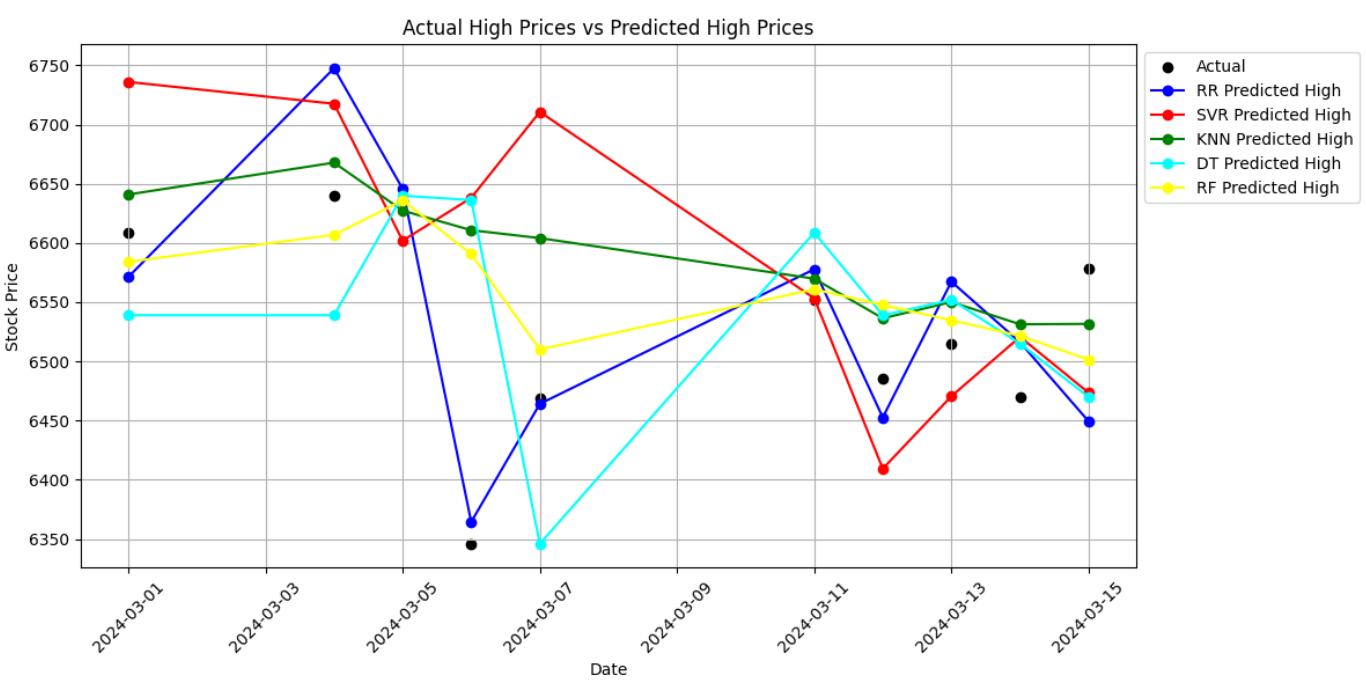 Actual High Prices vs Predicted High Prices
Stock Price
6750
6700
6650
6600
6550
6500
6450
6400
6350
2024-03-01
2024-03-03
2024-03-05
2024-03-07
2024-03-09
2024-03-11
2024-03-13
2024-03-15
Date
Actual
RR Predicted High
SVR Predicted High
KNN Predicted High
DT Predicted High
RF Predicted High